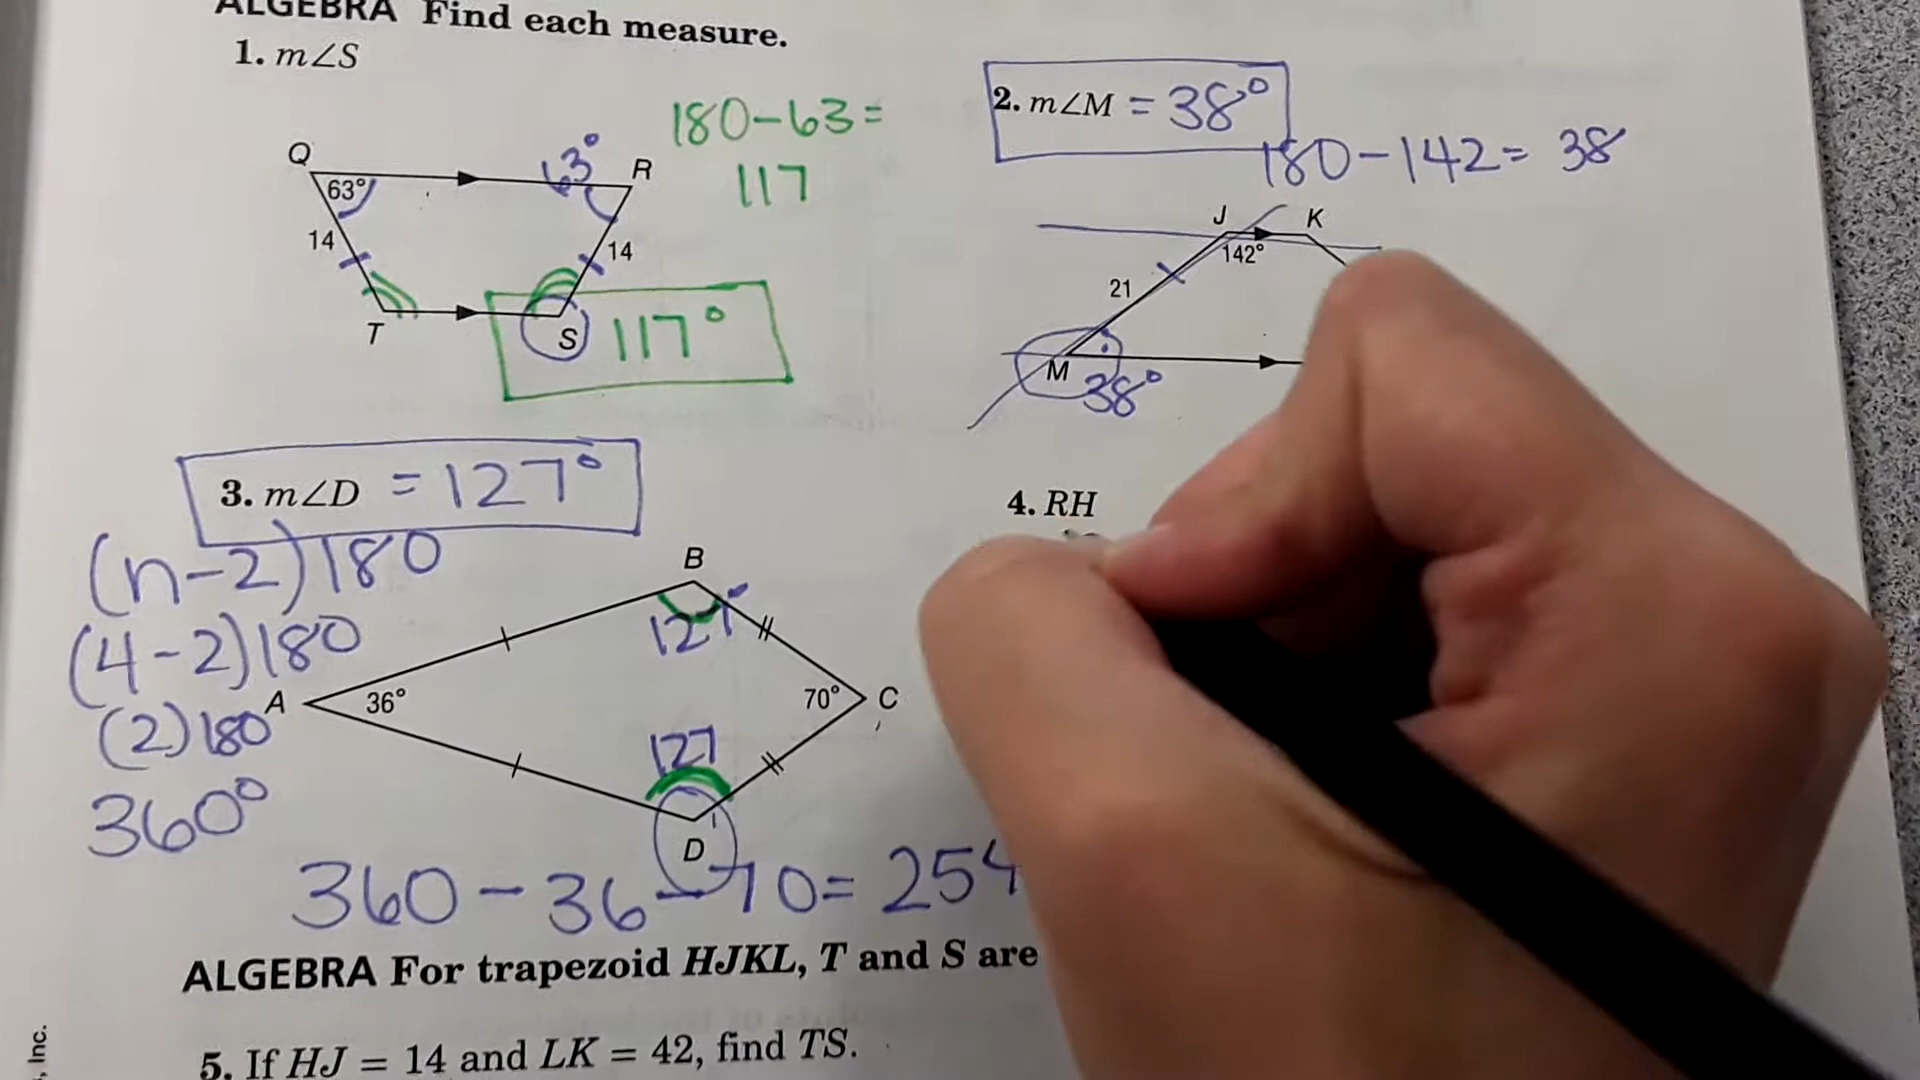 ALGEBRA Find each measure.
1. m∠S
Q
63°
63°
R
14
14
T
S
180-63=
117
117°
2. m∠M = 38°
180-142= 38
J
K
142°
21
M
38°
3. m∠D = 127°
(n-2)180
(4-2)180
(2)180
360°
B
127
A
36°
70°
C
127
D
360-36-70=254
4. RH
ALGEBRA For trapezoid HJKL, T and S are
5. If HJ = 14 and LK = 42, find TS.
Inc.